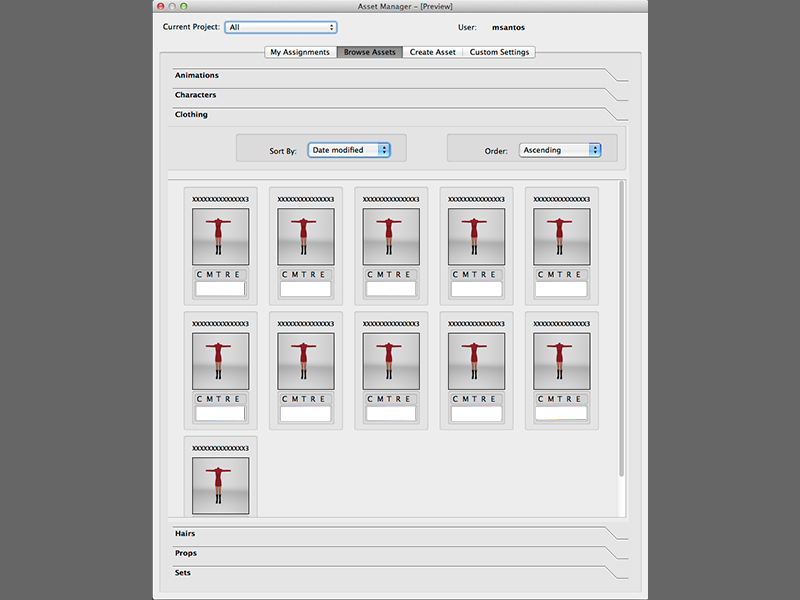 Asset Manager – [Preview]
Current Project: All User: msantos
My Assignments Browse Assets Create Asset Custom Settings
Animations
Characters
Clothing
Sort By: Date modified Order: Ascending
XXXXXXXXXXXXXX3 XXXXXXXXXXXXXX3 XXXXXXXXXXXXXX3 XXXXXXXXXXXXXX3 XXXXXXXXXXXXXX3
C M T R E C M T R E C M T R E C M T R E C M T R E
XXXXXXXXXXXXXX3 XXXXXXXXXXXXXX3 XXXXXXXXXXXXXX3 XXXXXXXXXXXXXX3 XXXXXXXXXXXXXX3
C M T R E C M T R E C M T R E C M T R E C M T R E
XXXXXXXXXXXXXX3
Hairs
Props
Sets